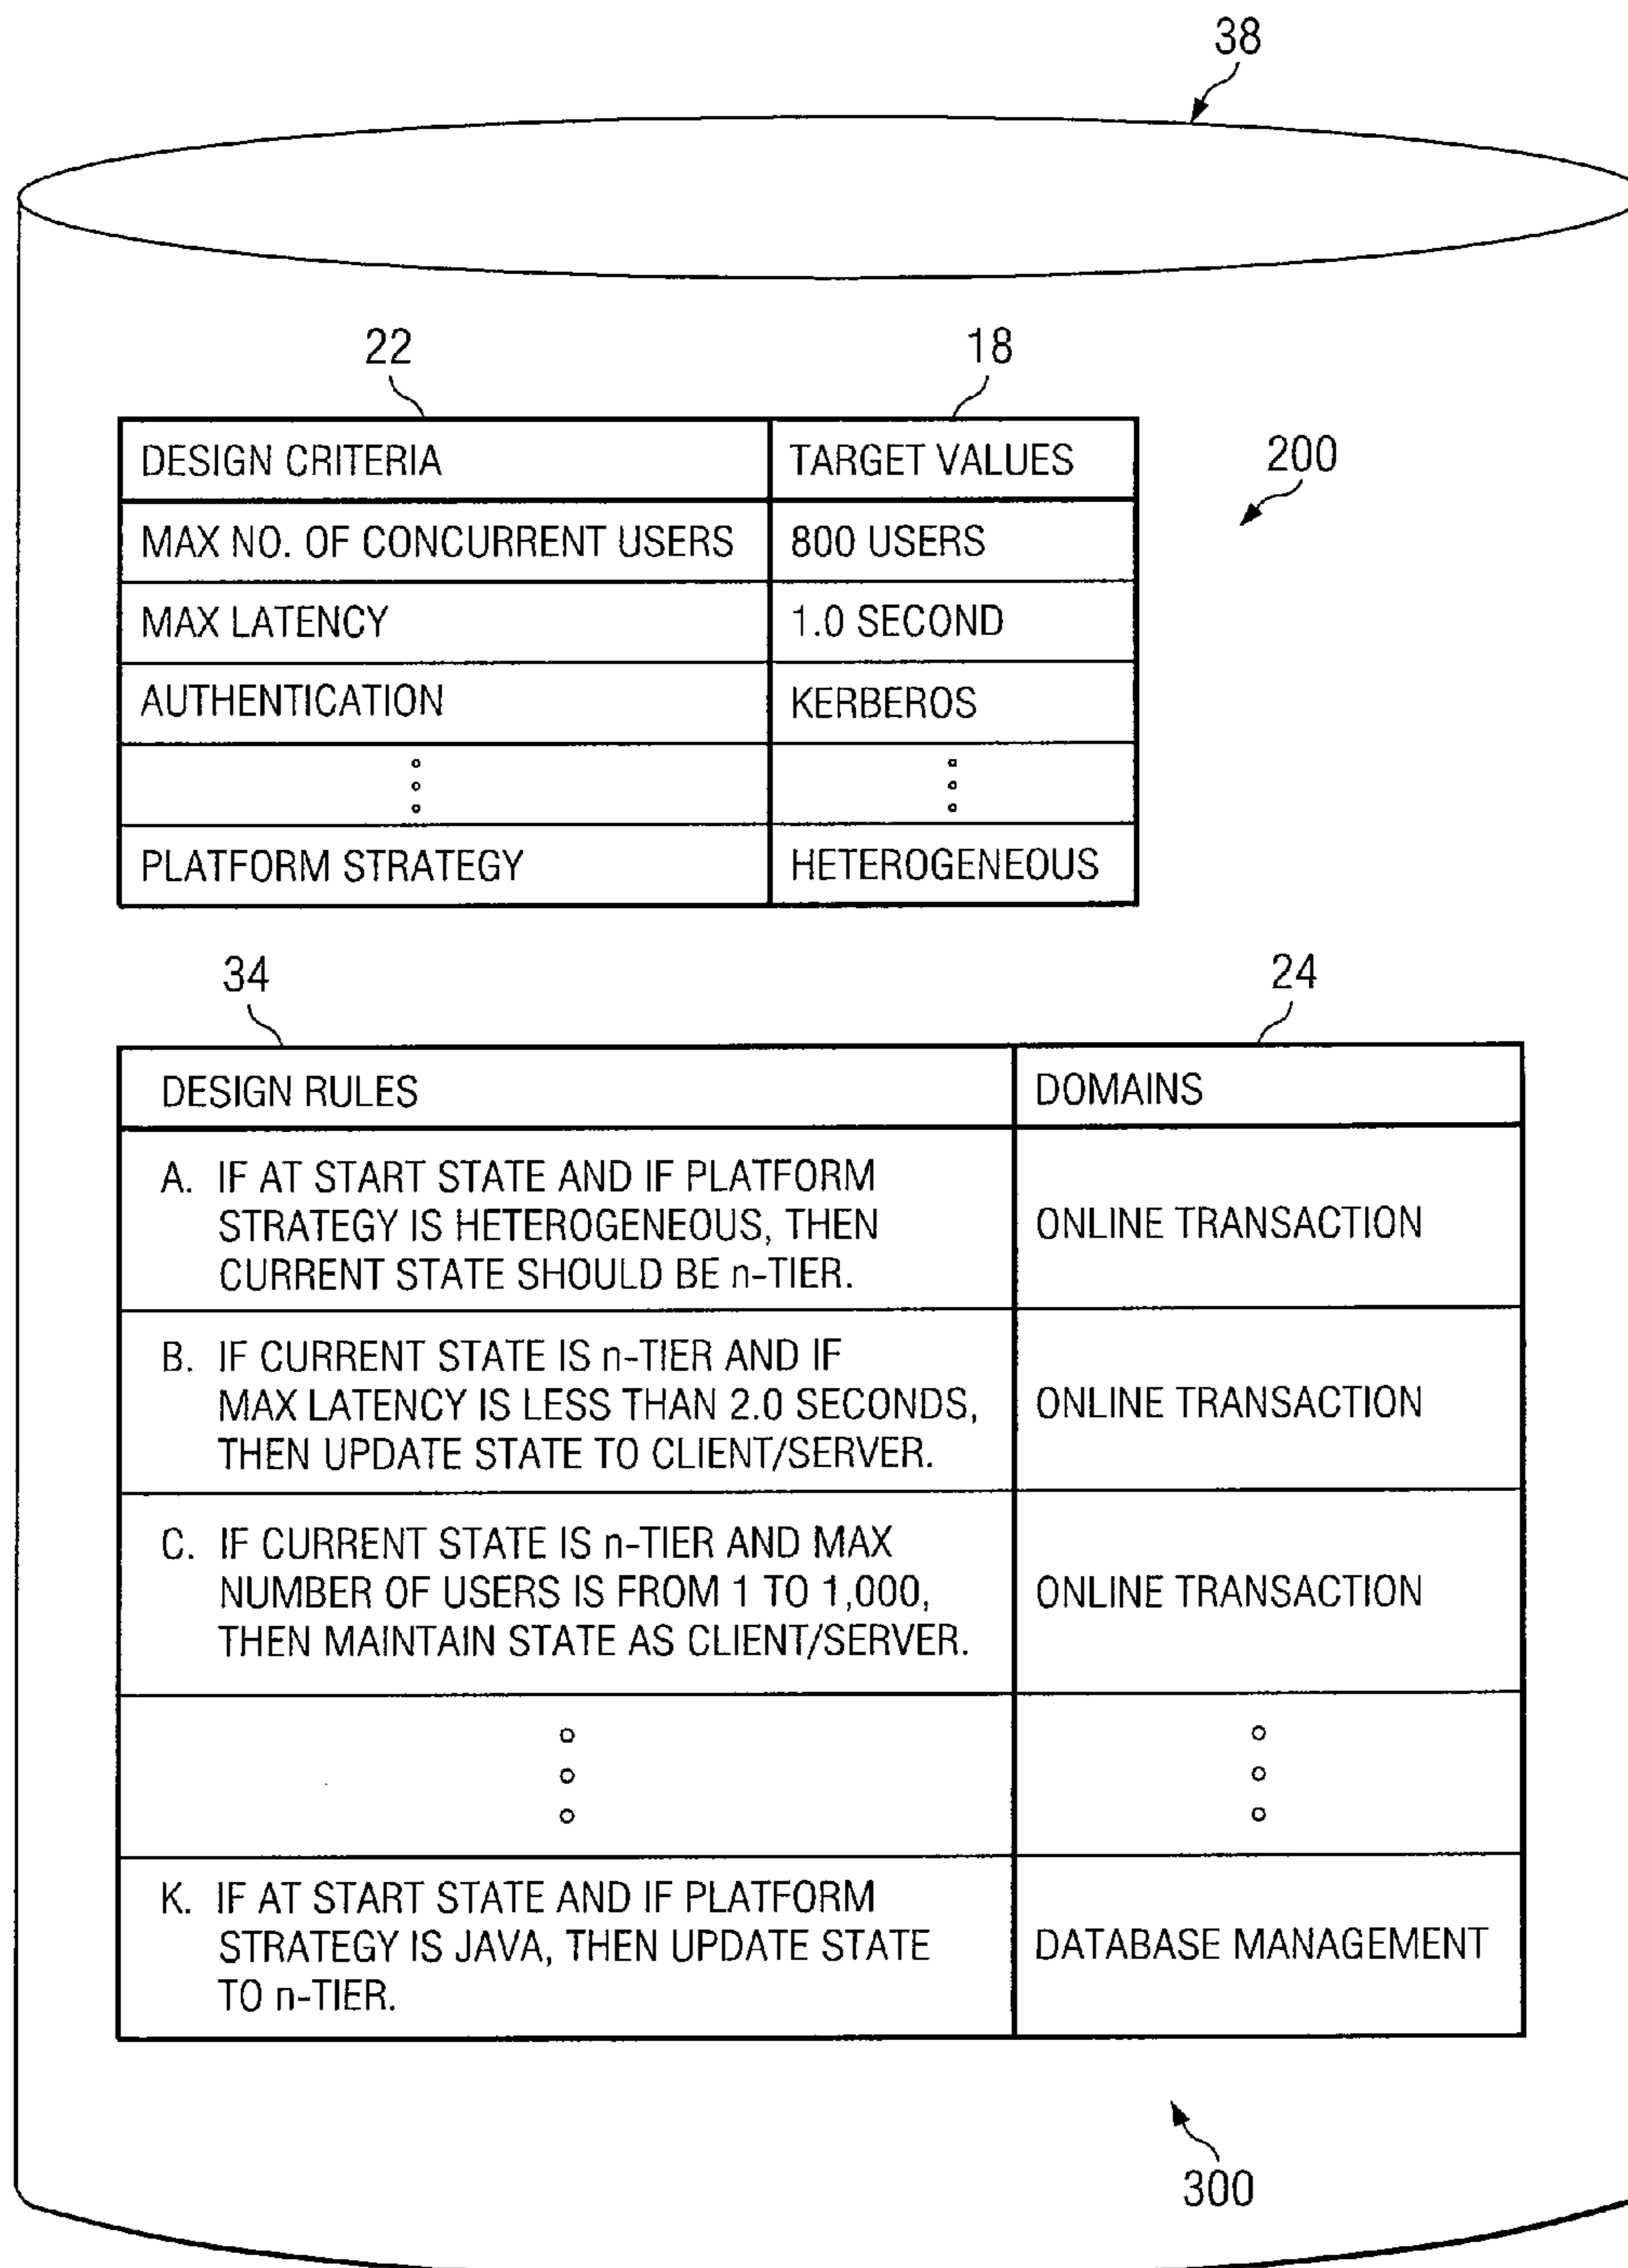 38
22
18
DESIGN CRITERIA
TARGET VALUES
200
MAX NO. OF CONCURRENT USERS
800 USERS
MAX LATENCY
1.0 SECOND
AUTHENTICATION
KERBEROS
PLATFORM STRATEGY
HETEROGENEOUS
34
24
DESIGN RULES
DOMAINS
A. IF AT START STATE AND IF PLATFORM
STRATEGY IS HETEROGENEOUS, THEN
CURRENT STATE SHOULD BE n-TIER.
ONLINE TRANSACTION
B. IF CURRENT STATE IS n-TIER AND IF
MAX LATENCY IS LESS THAN 2.0 SECONDS,
THEN UPDATE STATE TO CLIENT/SERVER.
ONLINE TRANSACTION
C. IF CURRENT STATE IS n-TIER AND MAX
NUMBER OF USERS IS FROM 1 TO 1,000,
THEN MAINTAIN STATE AS CLIENT/SERVER.
ONLINE TRANSACTION
K. IF AT START STATE AND IF PLATFORM
STRATEGY IS JAVA, THEN UPDATE STATE
TO n-TIER.
DATABASE MANAGEMENT
300